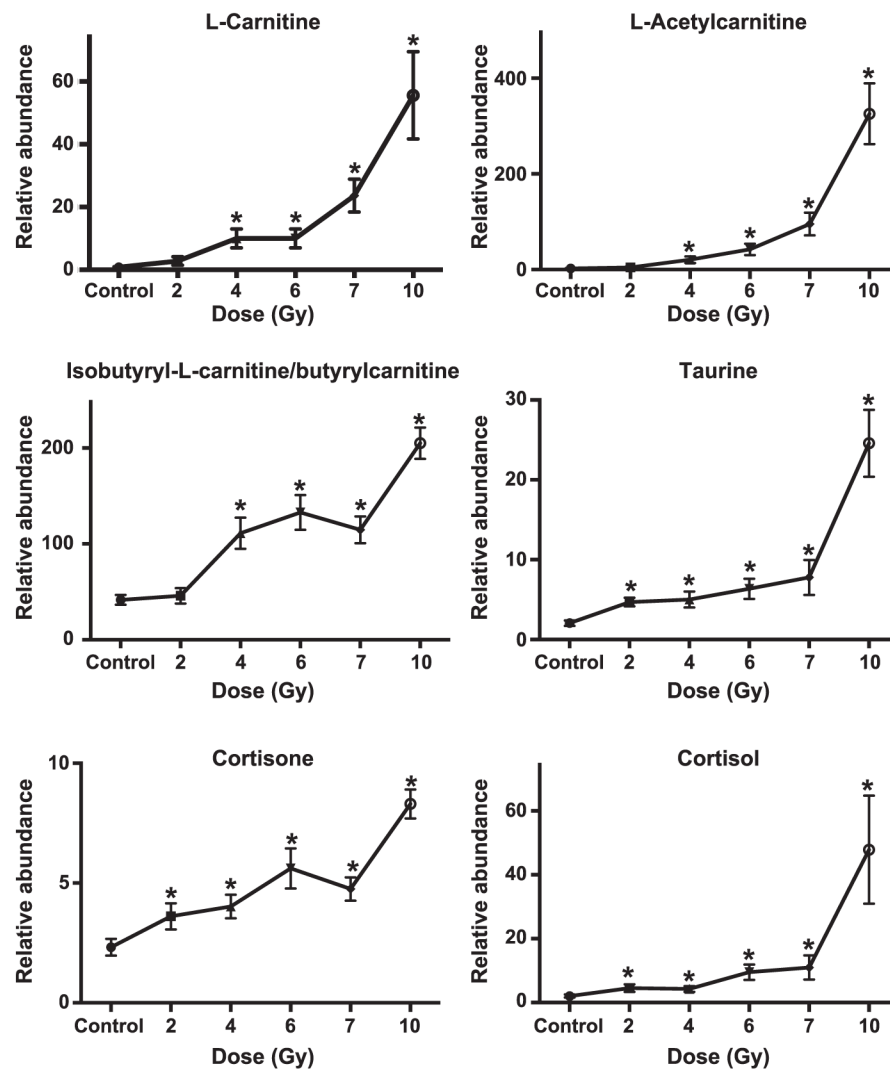 L-Carnitine
Relative abundance
60
40
20
0
*
*
*
*
Control 2 4 6 7 10
Dose (Gy)
L-Acetylcarnitine
Relative abundance
400
200
0
*
*
*
*
Control 2 4 6 7 10
Dose (Gy)
Isobutyryl-L-carnitine/butyrylcarnitine
Relative abundance
200
100
0
*
*
*
*
Control 2 4 6 7 10
Dose (Gy)
Taurine
Relative abundance
30
20
10
0
*
*
*
*
*
Control 2 4 6 7 10
Dose (Gy)
Cortisone
Relative abundance
10
5
0
*
*
*
*
*
Control 2 4 6 7 10
Dose (Gy)
Cortisol
Relative abundance
60
40
20
0
*
*
*
*
*
Control 2 4 6 7 10
Dose (Gy)